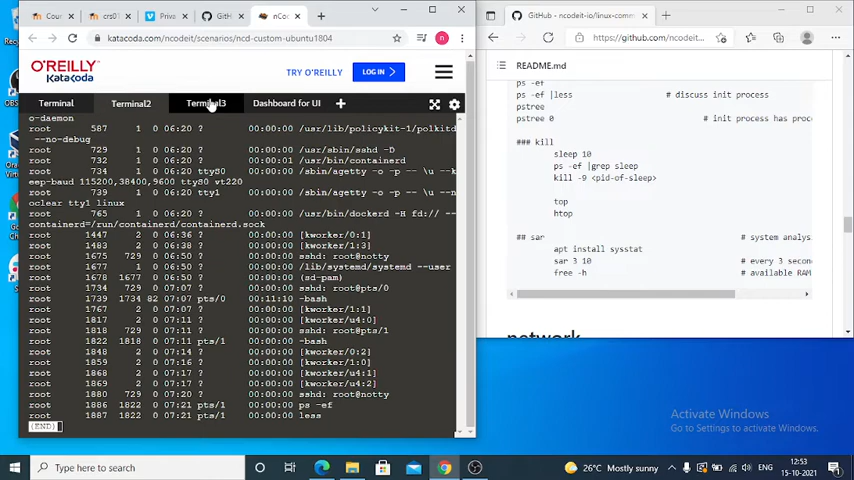 Cour
crs01
Priva
GitH
nCo
katacoda.com/ncodeit/scenarios/ncd-custom-ubuntu1804
O'REILLY
Katacoda
TRY O'REILLY
LOG IN
Terminal
Terminal2
Terminal3
Dashboard for UI
o-daemon
root 587 1 0 06:20 ? 00:00:00 /usr/lib/policykit-1/polkitd
--no-debug
root 729 1 0 06:20 ? 00:00:00 /usr/sbin/sshd -D
root 732 1 0 06:20 ? 00:00:01 /usr/bin/containerd
root 734 1 0 06:20 ttyS0 00:00:00 /sbin/agetty -o -p -- \u --k
eep-baud 115200,38400,9600 ttyS0 vt220
root 739 1 0 06:20 tty1 00:00:00 /sbin/agetty -o -p -- \u --n
oclear tty1 linux
root 765 1 0 06:20 ? 00:00:00 /usr/bin/dockerd -H fd:// --
containerd=/run/containerd/containerd.sock
root 1447 2 0 06:36 ? 00:00:00 [kworker/0:1]
root 1483 2 0 06:38 ? 00:00:00 [kworker/1:3]
root 1675 729 0 06:50 ? 00:00:00 sshd: root@notty
root 1677 1 0 06:50 ? 00:00:00 /lib/systemd/systemd --user
root 1678 1677 0 06:50 ? 00:00:00 (sd-pam)
root 1734 729 0 07:07 ? 00:00:00 sshd: root@pts/0
root 1739 1734 82 07:07 pts/0 00:11:10 -bash
root 1767 2 0 07:07 ? 00:00:00 [kworker/1:1]
root 1817 2 0 07:11 ? 00:00:00 [kworker/u4:0]
root 1818 729 0 07:11 ? 00:00:00 sshd: root@pts/1
root 1822 1818 0 07:11 pts/1 00:00:00 -bash
root 1848 2 0 07:14 ? 00:00:00 [kworker/0:2]
root 1859 2 0 07:16 ? 00:00:00 [kworker/1:0]
root 1868 2 0 07:17 ? 00:00:00 [kworker/u4:1]
root 1869 2 0 07:17 ? 00:00:00 [kworker/u4:2]
root 1880 729 0 07:21 ? 00:00:00 sshd: root@notty
root 1886 1822 0 07:21 pts/1 00:00:00 ps -ef
root 1887 1822 0 07:21 pts/1 00:00:00 less
(END)
GitHub - ncodeit-io/linux-comm
https://github.com/ncodeit...
README.md
ps -ef
ps -ef |less # discuss init process
pstree
pstree 0 # init process has proc
### kill
sleep 10
ps -ef |grep sleep
kill -9 <pid-of-sleep>
top
htop
## sar # system analys
apt install sysstat
sar 3 10 # every 3 secon
free -h # available RAM
network
Activate Windows
Go to Settings to activate Windows.
Type here to search
26°C Mostly sunny
ENG
12:53
15-10-2021